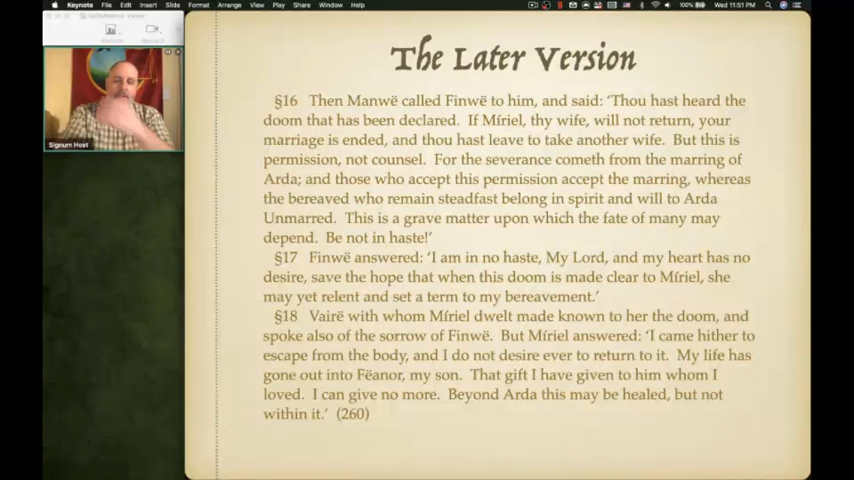 Keynote File Edit Insert Slide Format Arrange View Play Share Window Help 100% Wed 11:51 PM
The Later Version
§16 Then Manwë called Finwë to him, and said: ‘Thou hast heard the
doom that has been declared. If Míriel, thy wife, will not return, your
marriage is ended, and thou hast leave to take another wife. But this is
permission, not counsel. For the severance cometh from the marring of
Arda; and those who accept this permission accept the marring, whereas
the bereaved who remain steadfast belong in spirit and will to Arda
Unmarred. This is a grave matter upon which the fate of many may
depend. Be not in haste!’
§17 Finwë answered: ‘I am in no haste, My Lord, and my heart has no
desire, save the hope that when this doom is made clear to Míriel, she
may yet relent and set a term to my bereavement.’
§18 Vairë with whom Míriel dwelt made known to her the doom, and
spoke also of the sorrow of Finwë. But Míriel answered: ‘I came hither to
escape from the body, and I do not desire ever to return to it. My life has
gone out into Fëanor, my son. That gift I have given to him whom I
loved. I can give no more. Beyond Arda this may be healed, but not
within it.’ (260)
Signum Host